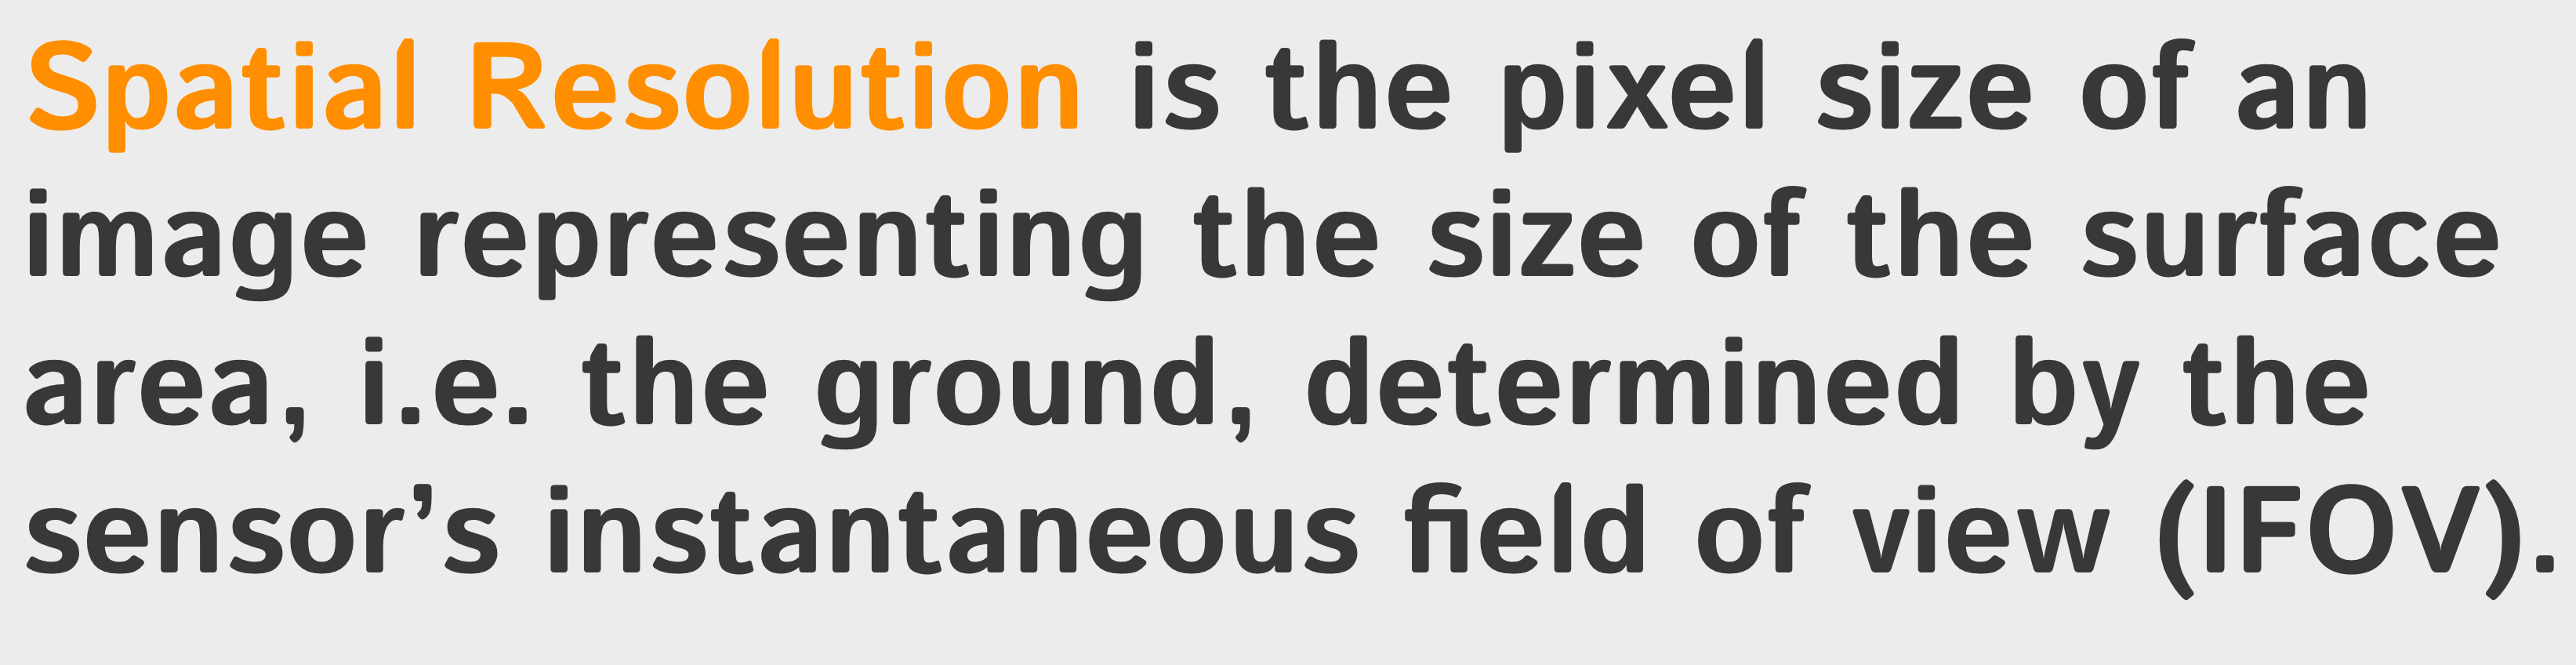 Spatial Resolution is the pixel size of an
image representing the size of the surface
area, i.e. the ground, determined by the
sensor’s instantaneous field of view (IFOV).